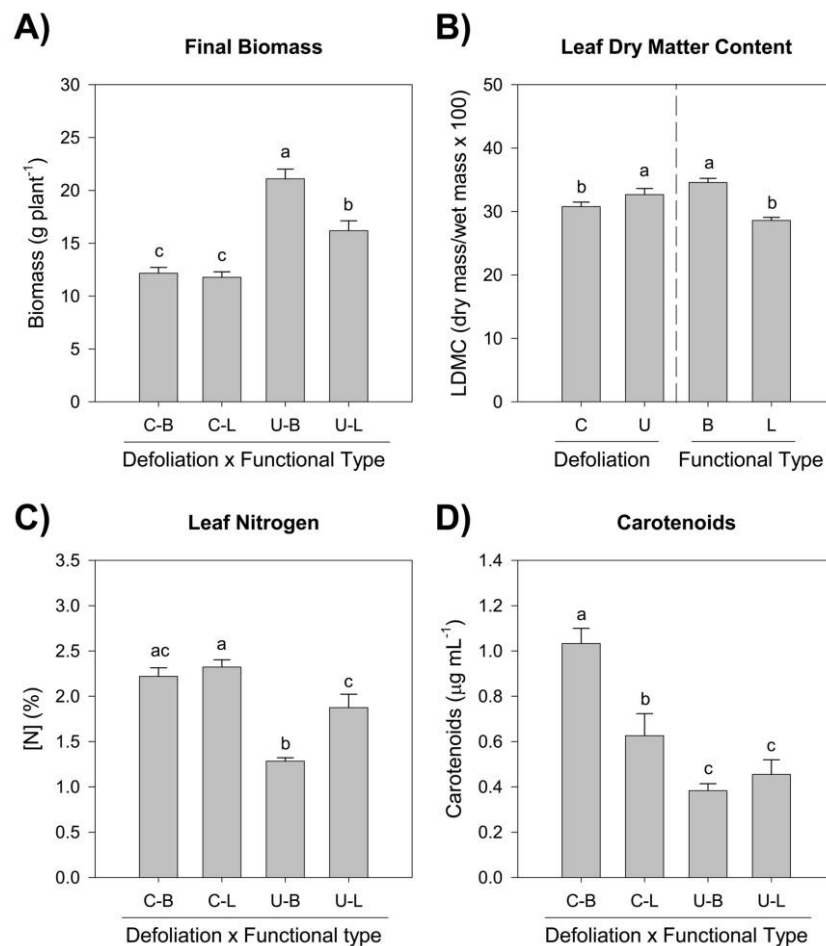 A)
Final Biomass
Biomass (g plant⁻¹)
30
25
20
15
10
5
0
c
c
a
b
C-B C-L U-B U-L
Defoliation x Functional Type
B)
Leaf Dry Matter Content
LDMC (dry mass/wet mass x 100)
50
40
30
20
10
0
b
a
a
b
C U B L
Defoliation Functional Type
C)
Leaf Nitrogen
[N] (%)
3.5
3.0
2.5
2.0
1.5
1.0
0.5
0.0
ac
a
b
c
C-B C-L U-B U-L
Defoliation x Functional type
D)
Carotenoids
Carotenoids (μg mL⁻¹)
1.4
1.2
1.0
0.8
0.6
0.4
0.2
0.0
a
b
c
c
C-B C-L U-B U-L
Defoliation x Functional Type